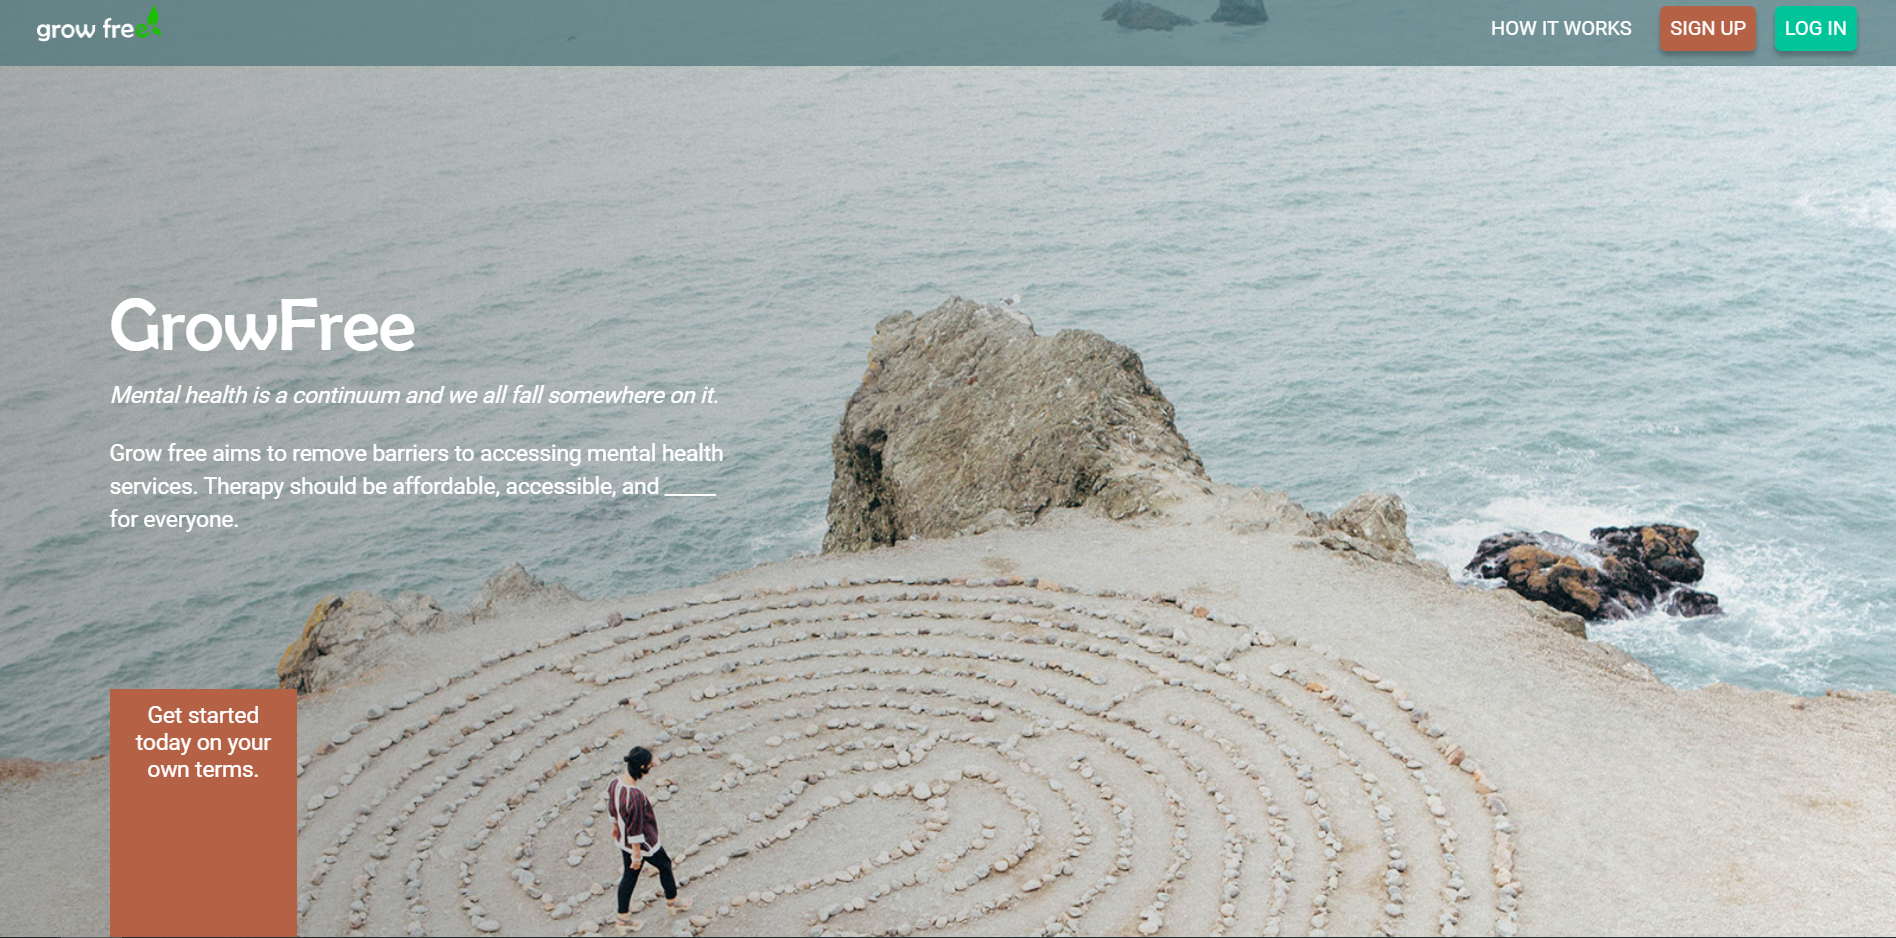 grow free
HOW IT WORKS
SIGN UP
LOG IN
GrowFree
Mental health is a continuum and we all fall somewhere on it.
Grow free aims to remove barriers to accessing mental health
services. Therapy should be affordable, accessible, and _____
for everyone.
Get started
today on your
own terms.